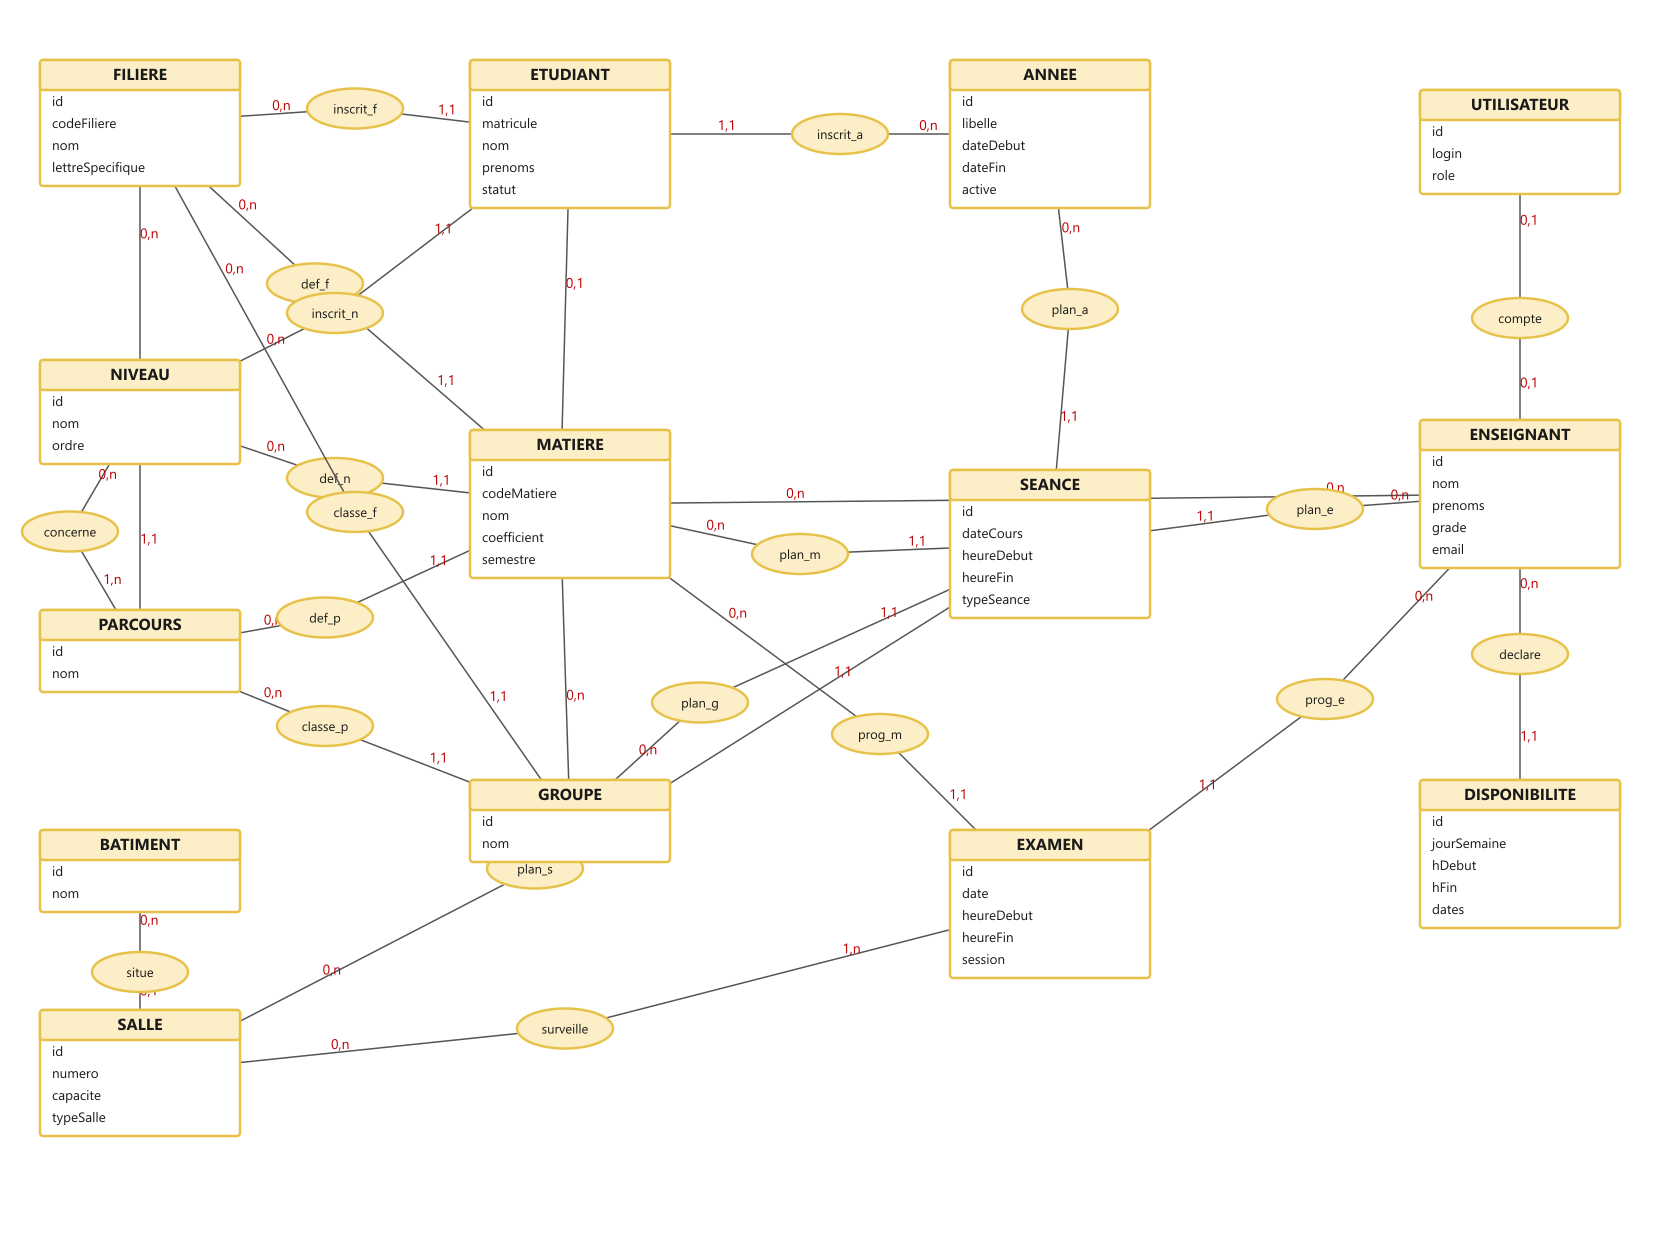 FILIERE
id
codeFiliere
nom
lettreSpecifique
0,n
inscrit_f
1,1
ETUDIANT
id
matricule
nom
prenoms
statut
1,1
inscrit_a
0,n
ANNEE
id
libelle
dateDebut
dateFin
active
UTILISATEUR
id
login
role
0,n
0,n
0,n
1,1
0,n
0,1
def_f
0,1
inscrit_n
plan_a
compte
0,n
1,1
1,1
0,1
NIVEAU
id
nom
ordre
0,n
def_n
1,1
0,n
classe_f
concerne
1,1
1,n
MATIERE
id
codeMatiere
nom
coefficient
semestre
0,n
0,n
plan_m
1,1
SEANCE
id
dateCours
heureDebut
heureFin
typeSeance
0,n
0,n
plan_e
1,1
ENSEIGNANT
id
nom
prenoms
grade
email
PARCOURS
id
nom
def_p
1,1
0,n
classe_p
1,1
1,1
0,n
0,n
1,1
1,1
plan_g
0,n
prog_m
1,1
0,n
prog_e
1,1
0,n
declare
1,1
GROUPE
id
nom
plan_s
BATIMENT
id
nom
0,n
situe
EXAMEN
id
date
heureDebut
heureFin
session
DISPONIBILITE
id
jourSemaine
hDebut
hFin
dates
0,n
1,n
surveille
0,n
SALLE
id
numero
capacite
typeSalle